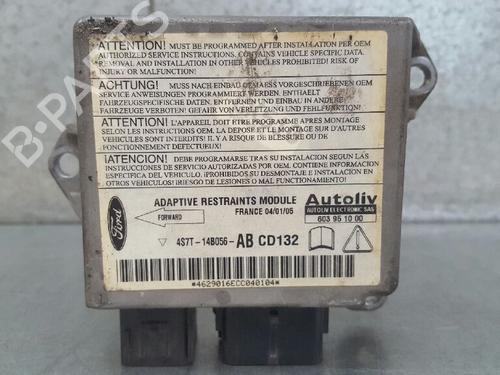 ATTENTION! MUST BE PROGRAMMED AFTER INSTALLATION PER OEM
AUTHORIZED SERVICE INSTRUCTIONS. CONTAINS VEHICLE SPECIFIC DATA.
REMOVAL AND INSTALLATION IN OTHER VEHICLES PROHIBITED! RISK OF
INJURY OR MALFUNCTION!
ACHTUNG! MUSS NACH EINBAU GEMAESS VORGESCHRIEBENEN OEM
SERVICE ANWEISUNGEN PROGRAMMIERT WERDEN. ENTHAELT
FAHRZEUGSPEZIFISCHE DATEN. ENTFERNEN UND EINBAU IN ANDERE
FAHRZEUGE VERBOTEN! GEFAHR VON VERLETZUNG UND FEHLFUNKTION!
ATTENTION! L'APPAREIL DOIT ETRE PROGRAMME APRES MONTAGE
SELON LES INSTRUCTIONS OEM. LA DEPOSE ET LE MONTAGE DUR D'AUTRES
VEHICULES SONT INTERDITS! IL Y A RISQUE DE BLESSURE OU DE
FONCTIONNEMENT DEFECTUEUX!
¡ATENCION! DEBE PROGRAMARSE TRAS SU INSTALACION SEGUN LAS
INSTRUCCIONES DE SERVICIO AUTORIZADAS POR OEM. CONTIENE INFORMACION
ESPECIFICA DEL VEHICULO. ¡PROHIBIDO SU DESMONTAJE E INSTALACION EN
OTROS VEHICULOS! ¡RIESGO DE LESIONES O MAL FUNCIONAMIENTO!
Ford
ADAPTIVE RESTRAINTS MODULE
Autoliv
FORWARD
FRANCE 04/01/05
AUTOLIV ELECTRONIC SAS
603 95 10 00
4S7T-14B056-AB CD132
*4629016ECC040104*
B-PARTS